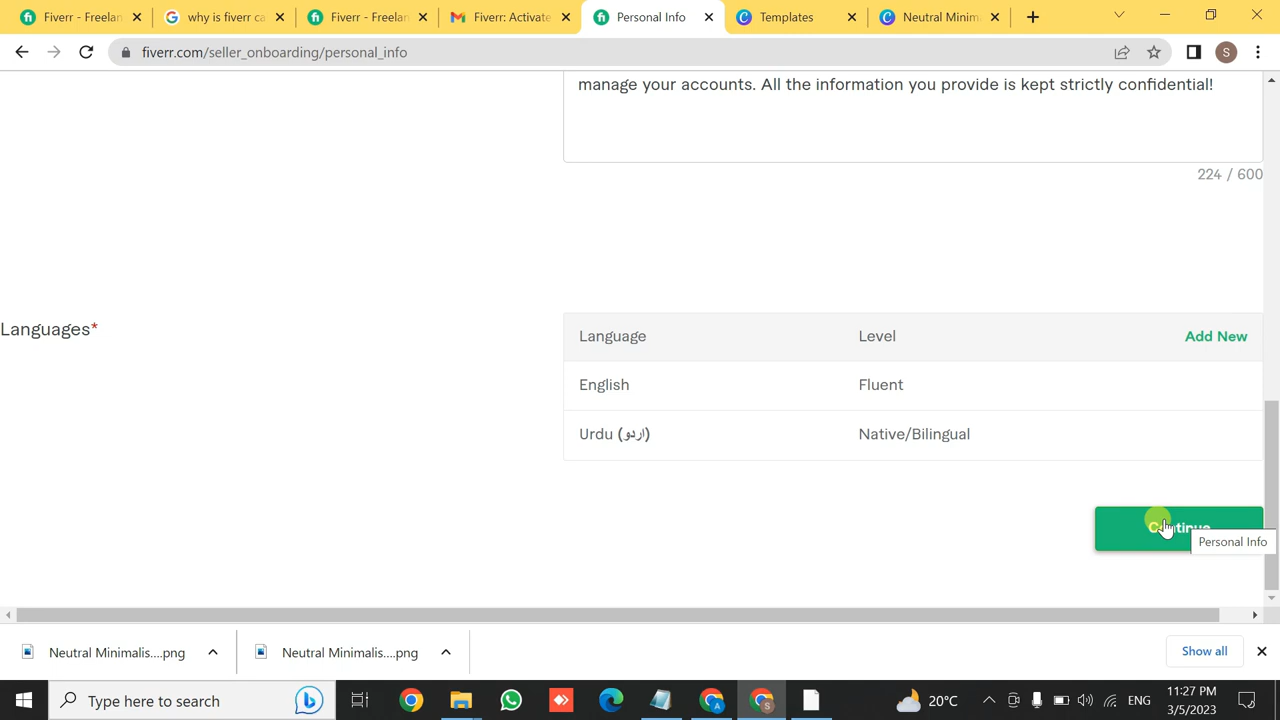 Fiverr - Freelan
why is fiverr ca
Fiverr - Freelan
Fiverr: Activate
Personal Info
Templates
Neutral Minim
fiverr.com/seller_onboarding/personal_info
S
manage your accounts. All the information you provide is kept strictly confidential!
224 / 600
Languages*
Language Level Add New
English Fluent
Urdu (اردو) Native/Bilingual
Continue
Personal Info
Neutral Minimalis....png
Neutral Minimalis....png
Show all
Type here to search
20°C
ENG
11:27 PM
3/5/2023